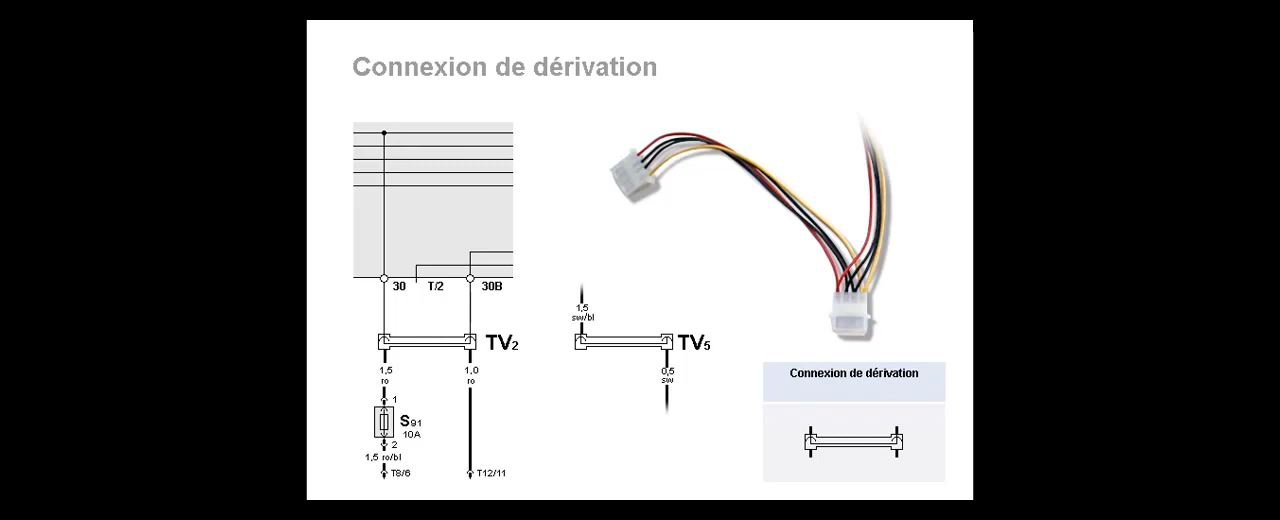 Connexion de dérivation
30
T/2
30B
TV2
1,5
ro
1,0
ro
1
S91
10A
2
1,5 ro/bl
T8/6
T12/11
1,5
sw/bl
TV5
0,5
sw
Connexion de dérivation